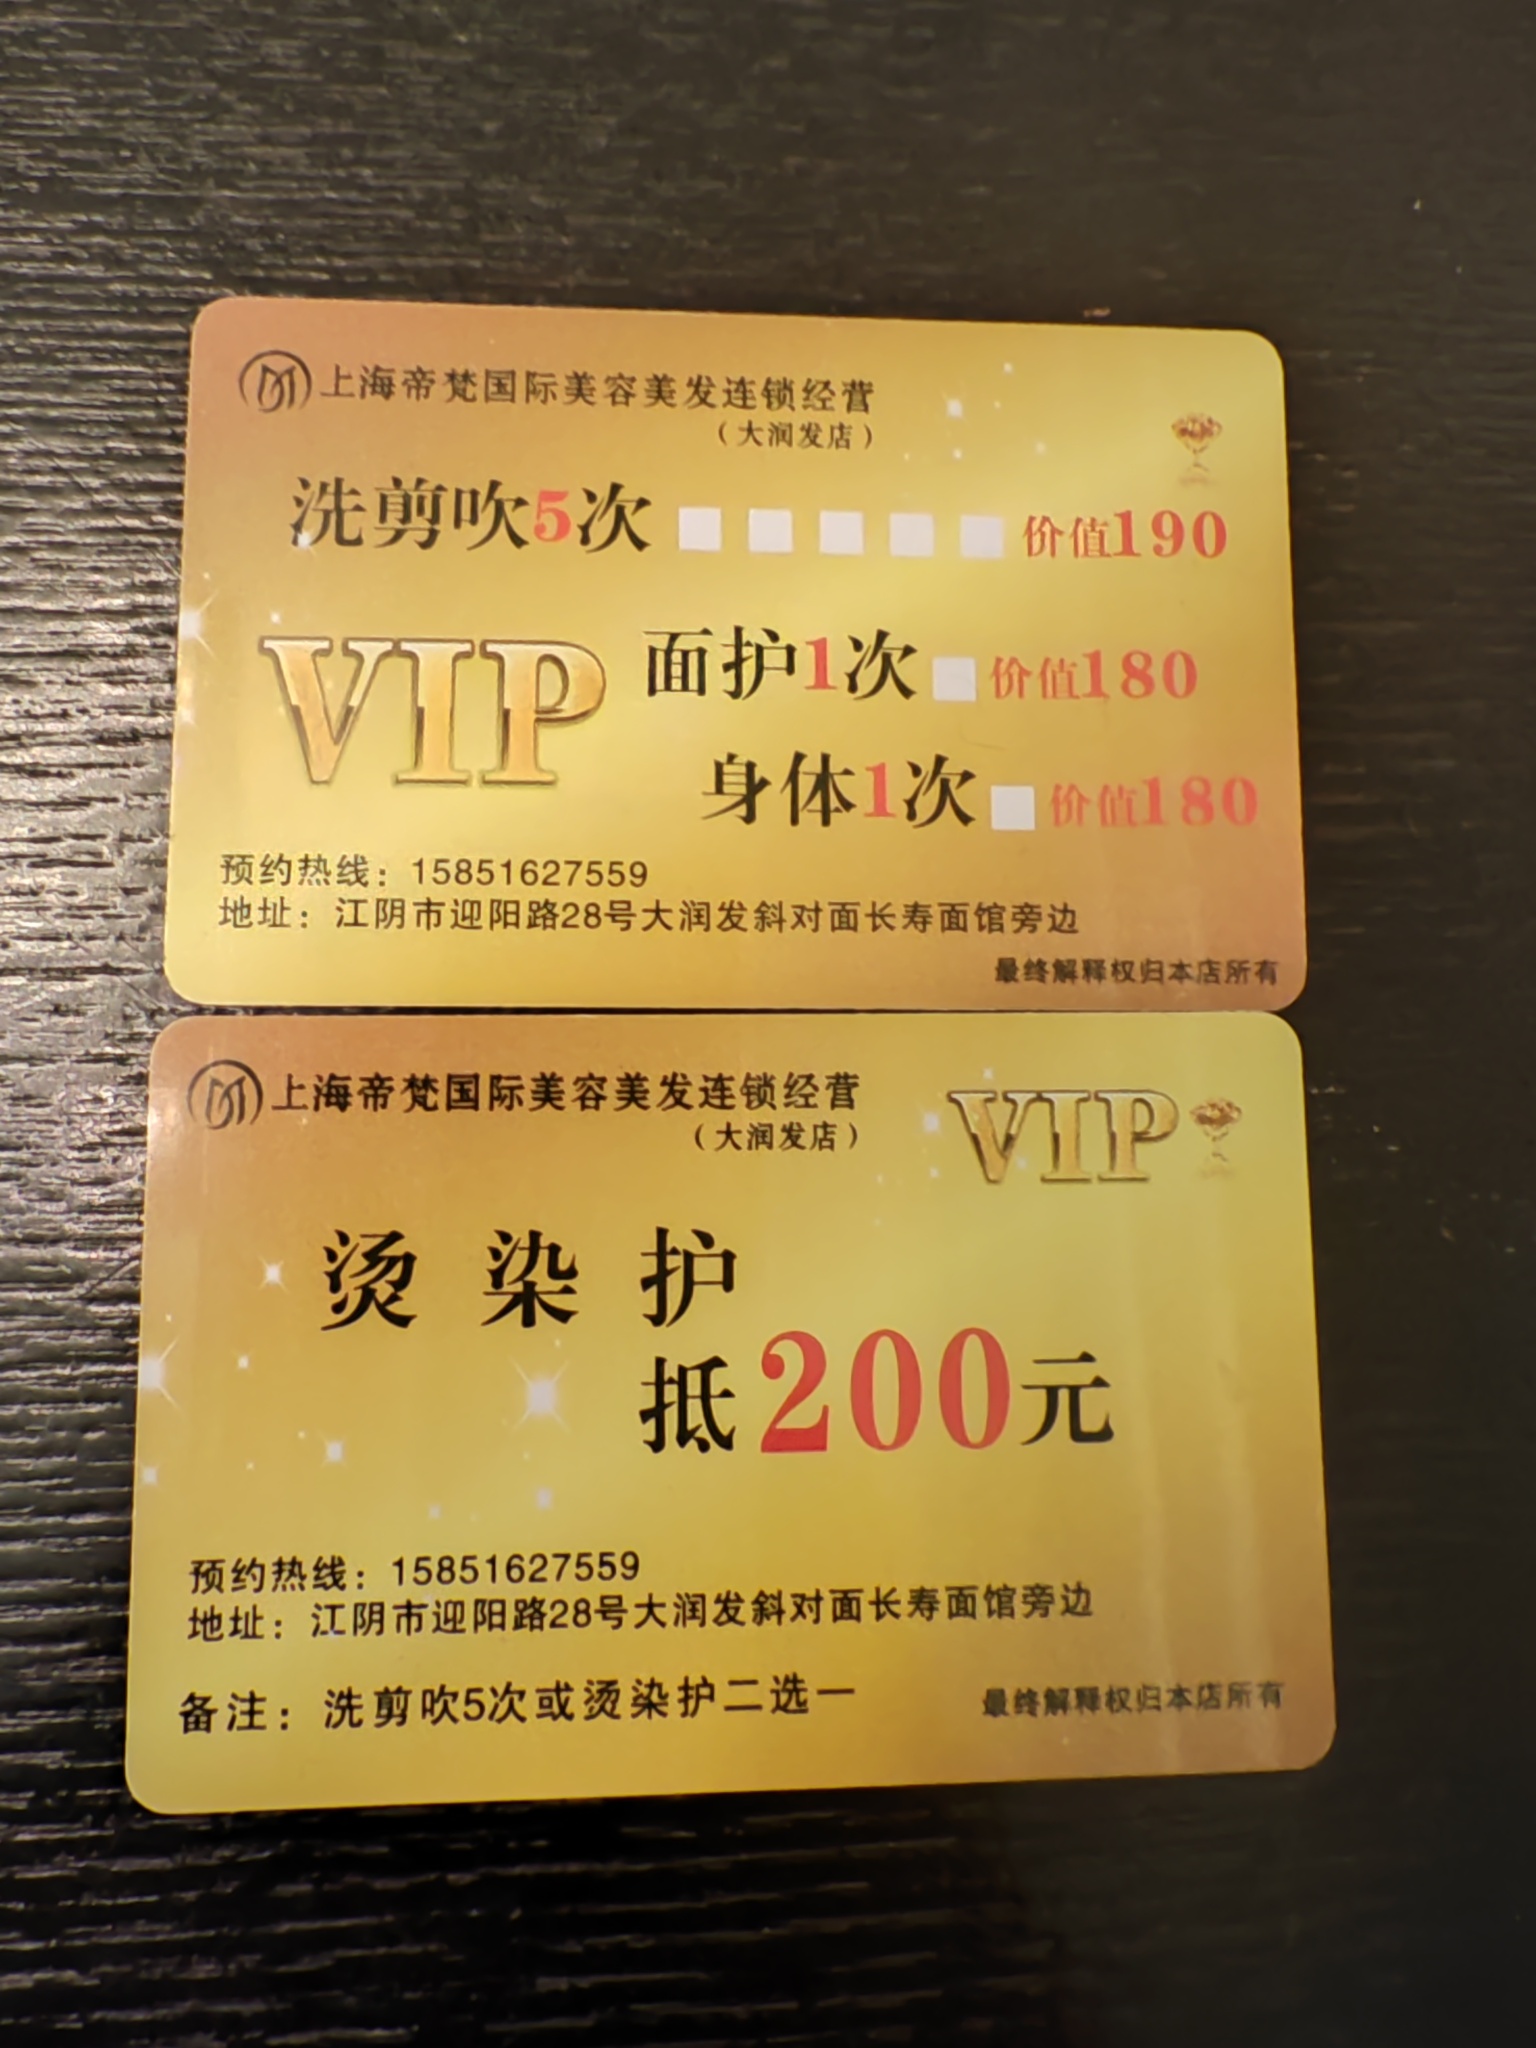 上海帝梵国际美容美发连锁经营
（大润发店）
洗剪吹5次 价值190
VIP
面护1次 价值180
身体1次 价值180
预约热线：15851627559
地址：江阴市迎阳路28号大润发斜对面长寿面馆旁边
最终解释权归本店所有
上海帝梵国际美容美发连锁经营
（大润发店）
VIP
烫 染 护
抵200元
预约热线：15851627559
地址：江阴市迎阳路28号大润发斜对面长寿面馆旁边
备注：洗剪吹5次或烫染护二选一
最终解释权归本店所有